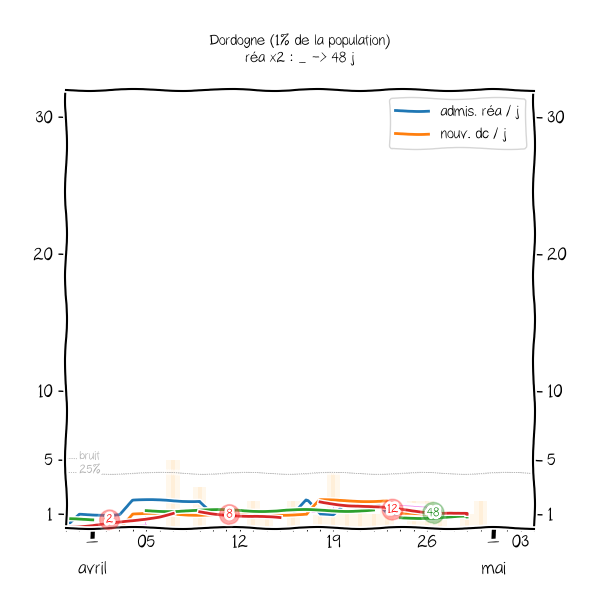 Dordogne (1% de la population)
réa x2 : _ -> 48 j
admis. réa / j
nouv. dc / j
30
30
20
20
10
10
5
5
bruit
25%
1
1
2
8
12
48
05
12
19
26
03
avril
mai